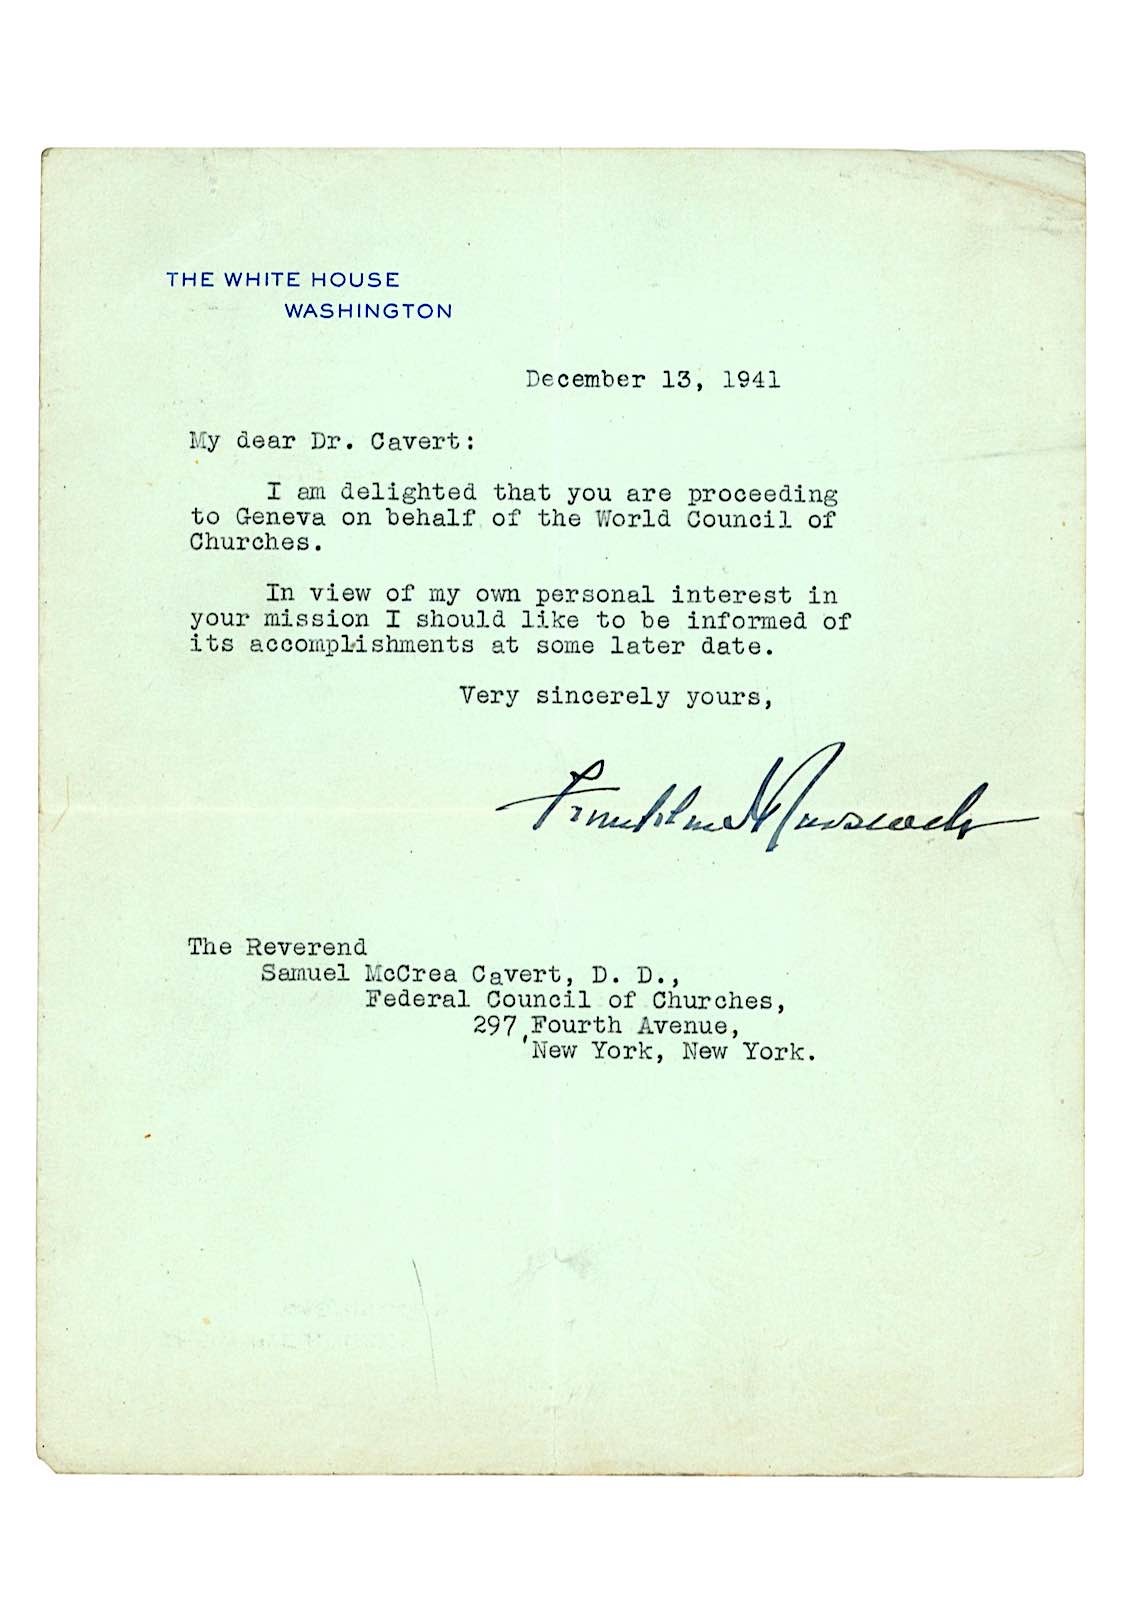 THE WHITE HOUSE
WASHINGTON
December 13, 1941
My dear Dr. Cavert:
I am delighted that you are proceeding
to Geneva on behalf of the World Council of
Churches.
In view of my own personal interest in
your mission I should like to be informed of
its accomplishments at some later date.
Very sincerely yours,
Franklin D Roosevelt
The Reverend
Samuel McCrea Cavert, D. D.,
Federal Council of Churches,
297 Fourth Avenue,
New York, New York.